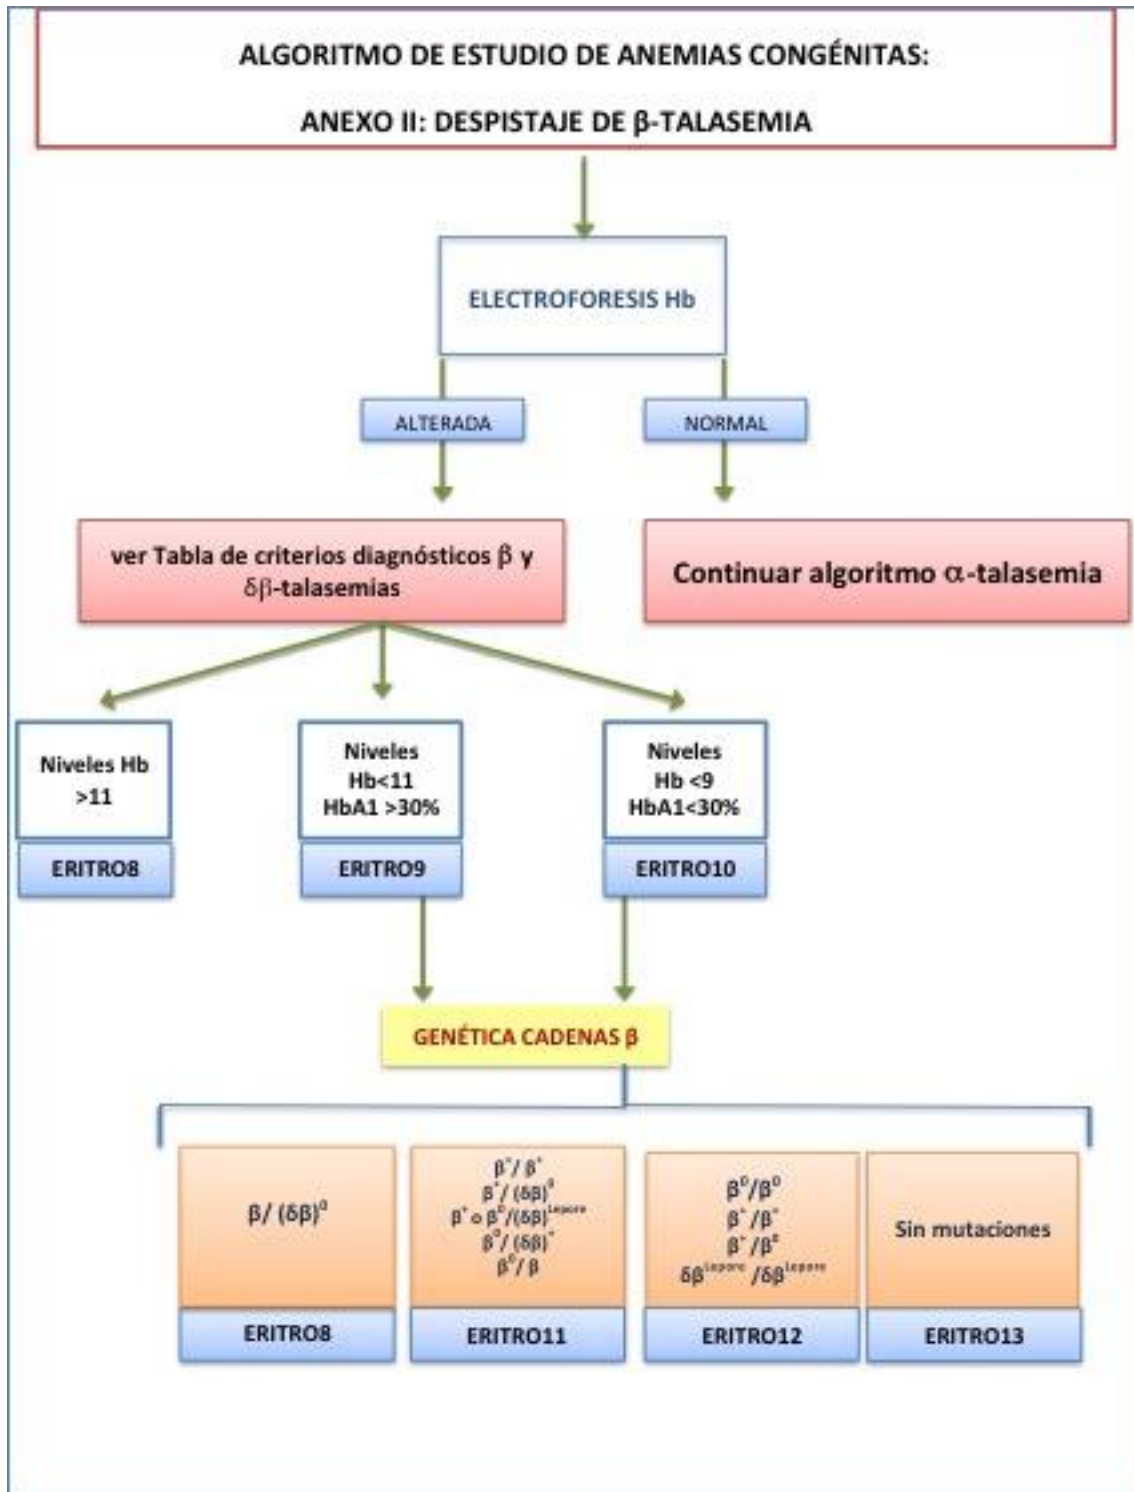 ALGORITMO DE ESTUDIO DE ANEMIAS CONGÉNITAS:
ANEXO II: DESPISTAJE DE β-TALASEMIA
ELECTROFORESIS Hb
ALTERADA
NORMAL
ver Tabla de criterios diagnósticos β y
δβ-talasemias
Continuar algoritmo α-talasemia
Niveles Hb
>11
ERITRO8
Niveles
Hb<11
HbA1 >30%
ERITRO9
Niveles
Hb <9
HbA1<30%
ERITRO10
GENÉTICA CADENAS β
β/ (δβ)⁰
ERITRO8
β⁺/ β⁺
β⁺/ (δβ)⁰
β⁺ o β⁰/(δβ)ᴸᵉᵖᵒʳᵉ
β⁰/ (δβ)⁺
β⁰/ β
ERITRO11
β⁰/β⁰
β⁺/β⁺
β⁺/βᴱ
δβᴸᵉᵖᵒʳᵉ /δβᴸᵉᵖᵒʳᵉ
ERITRO12
Sin mutaciones
ERITRO13